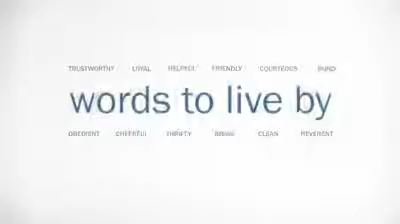 TRUSTWORTHY LOYAL HELPFUL FRIENDLY COURTEOUS KIND
words to live by
OBEDIENT CHEERFUL THRIFTY BRAVE CLEAN REVERENT